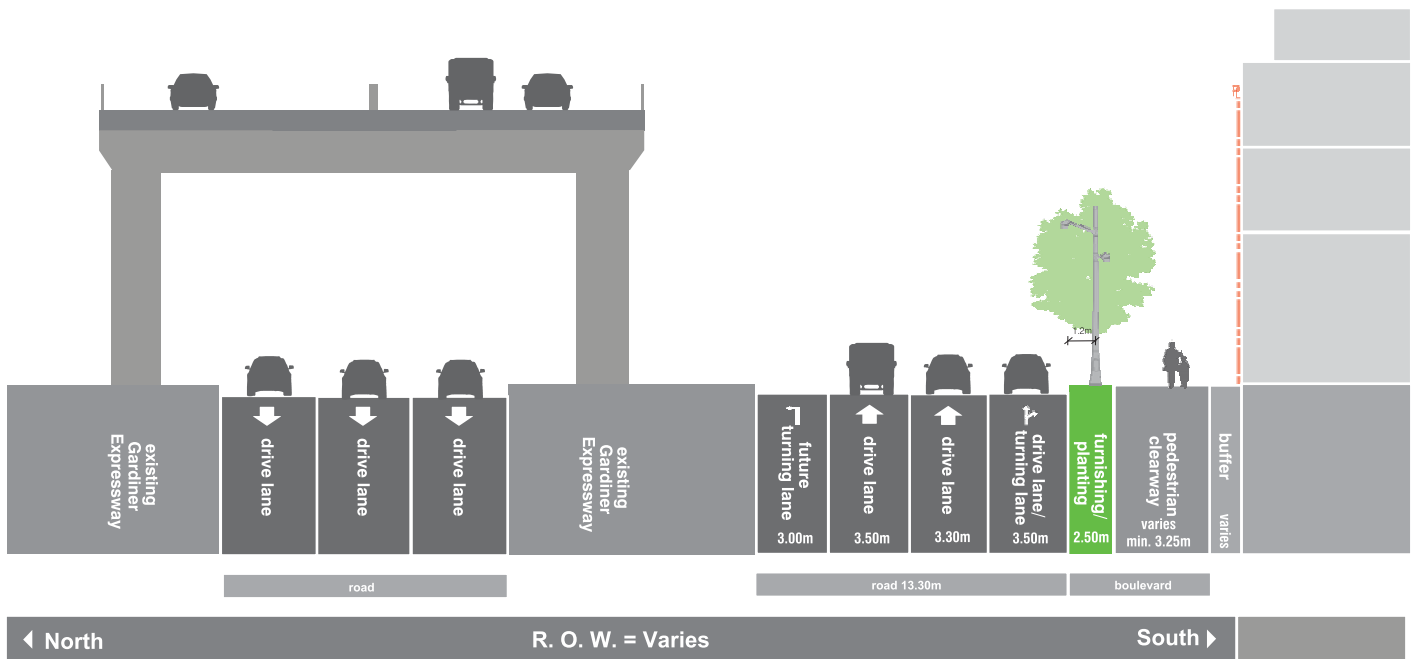 1.2m
existing
Gardiner
Expressway
drive lane
drive lane
drive lane
existing
Gardiner
Expressway
future
turning lane
3.00m
drive lane
3.50m
drive lane
3.30m
drive lane/
turning lane
3.50m
furnishing/
planting
2.50m
pedestrian
clearway
varies
min. 3.25m
buffer
varies
road
road 13.30m
boulevard
North
R. O. W. = Varies
South